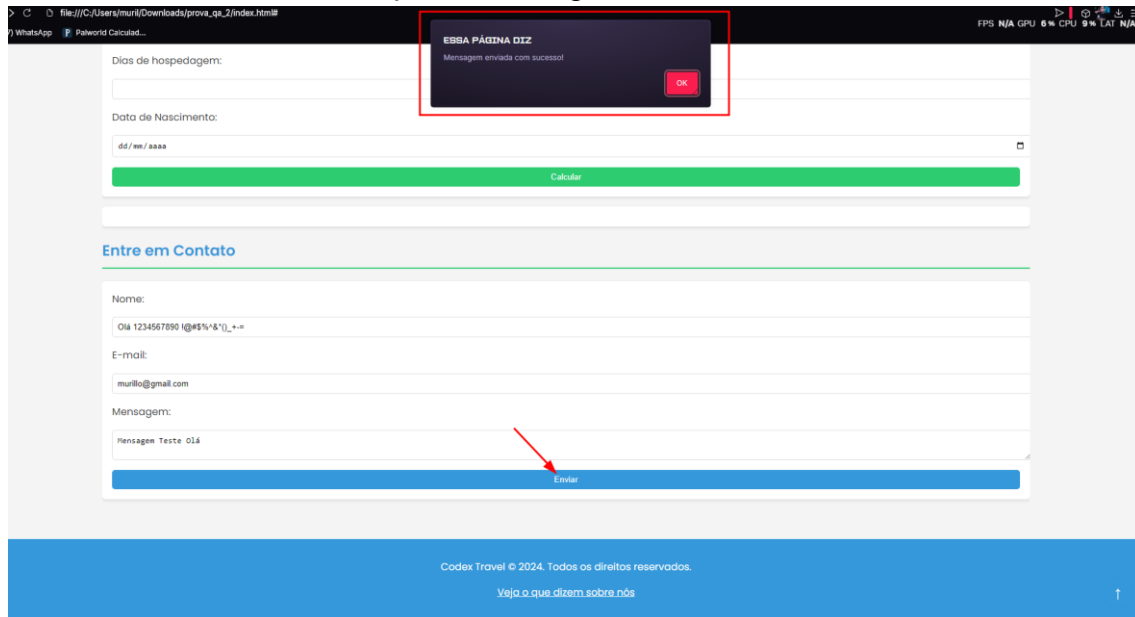 file:///C:/Users/muril/Downloads/prova_qa_2/index.html#
FPS N/A GPU 6% CPU 9% LAT N/A
WhatsApp Palworld Calculad...
ESSA PÁGINA DIZ
Mensagem enviada com sucesso!
OK
Dias de hospedagem:
Data de Nascimento:
dd/mm/aaaa
Calcular
Entre em Contato
Nome:
Olá 1234567890 !@#$%^&*()_+-=
E-mail:
murillo@gmail.com
Mensagem:
Mensagem Teste Olá
Enviar
Codex Travel © 2024. Todos os direitos reservados.
Veja o que dizem sobre nós
↑